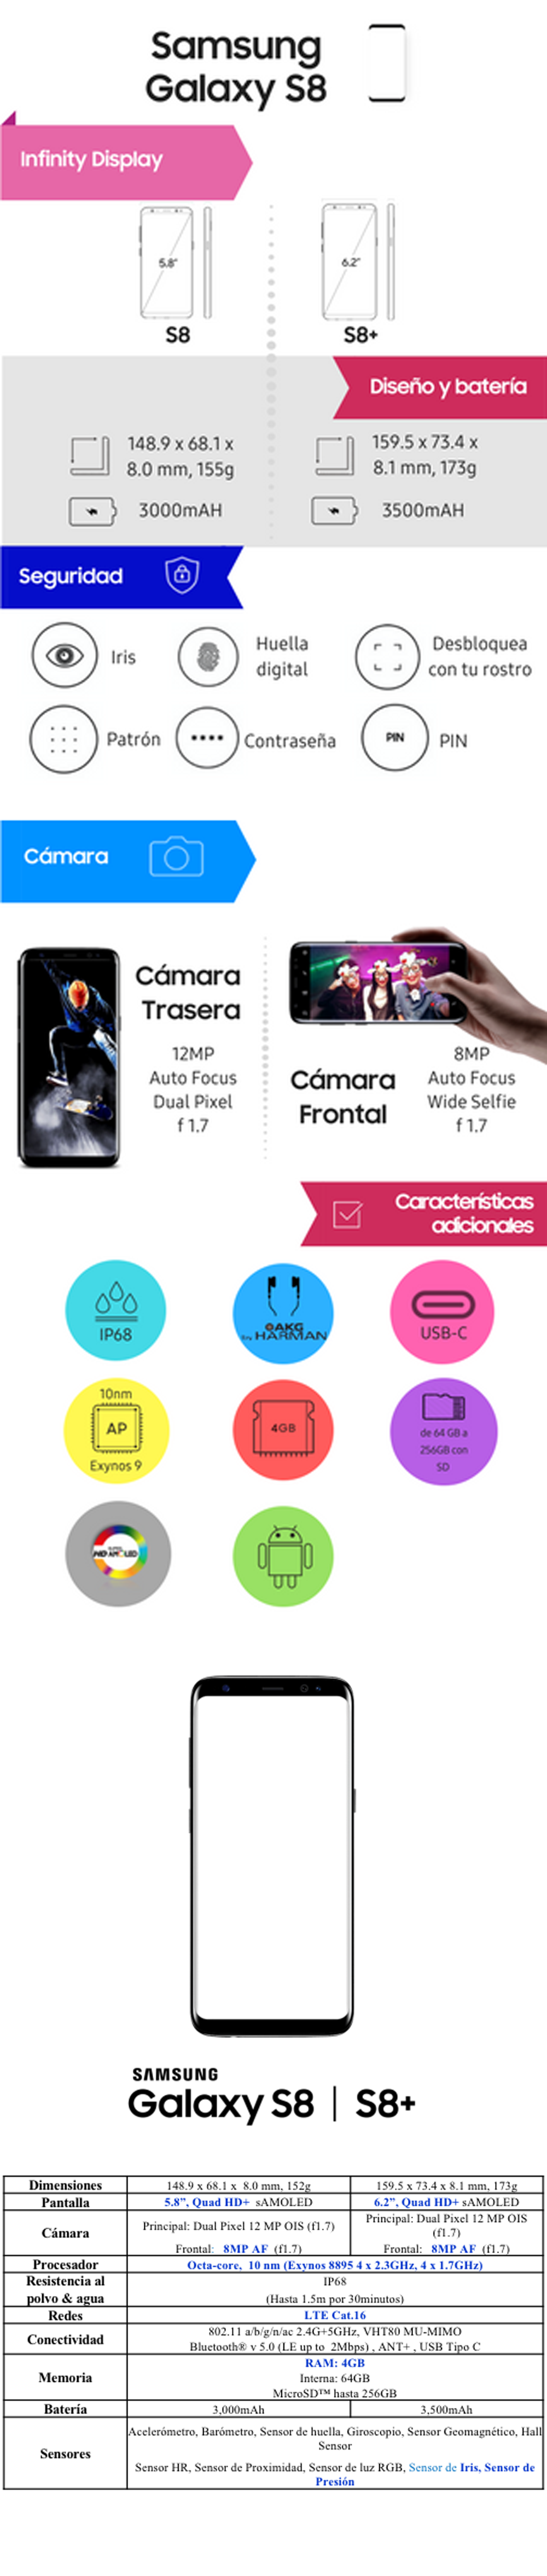 Samsung
Galaxy S8
Infinity Display
5.8"
6.2"
S8
S8+
Diseño y batería
148.9 x 68.1 x
8.0 mm, 155g
159.5 x 73.4 x
8.1 mm, 173g
3000mAH
3500mAH
Seguridad
Iris
Huella
digital
Desbloquea
con tu rostro
Patrón
Contraseña
PIN
PIN
Cámara
Cámara
Trasera
12MP
Auto Focus
Dual Pixel
f 1.7
Cámara
Frontal
8MP
Auto Focus
Wide Selfie
f 1.7
Características
adicionales
IP68
AKG
by HARMAN
USB-C
10nm
AP
Exynos 9
4GB
de 64 GB a
256GB con
SD
AMOLED
SAMSUNG
Galaxy S8 | S8+
Dimensiones
148.9 x 68.1 x 8.0 mm, 152g
159.5 x 73.4 x 8.1 mm, 173g
Pantalla
5.8”, Quad HD+ sAMOLED
6.2”, Quad HD+ sAMOLED
Cámara
Principal: Dual Pixel 12 MP OIS (f1.7)
Frontal: 8MP AF (f1.7)
Principal: Dual Pixel 12 MP OIS
(f1.7)
Frontal: 8MP AF (f1.7)
Procesador
Octa-core, 10 nm (Exynos 8895 4 x 2.3GHz, 4 x 1.7GHz)
Resistencia al
polvo & agua
IP68
(Hasta 1.5m por 30minutos)
Redes
LTE Cat.16
Conectividad
802.11 a/b/g/n/ac 2.4G+5GHz, VHT80 MU-MIMO
Bluetooth® v 5.0 (LE up to 2Mbps) , ANT+ , USB Tipo C
Memoria
RAM: 4GB
Interna: 64GB
MicroSD™ hasta 256GB
Batería
3,000mAh
3,500mAh
Sensores
Acelerómetro, Barómetro, Sensor de huella, Giroscopio, Sensor Geomagnético, Hall
Sensor
Sensor HR, Sensor de Proximidad, Sensor de luz RGB, Sensor de Iris, Sensor de
Presión